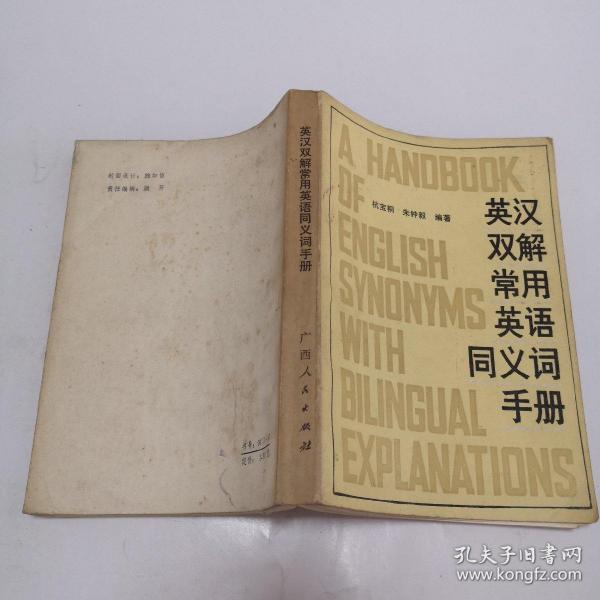 封面设计：
责任编辑：
英汉双解常用英语同义词手册
广西人民出版社
A HANDBOOK
OF
ENGLISH
SYNONYMS
WITH
BILINGUAL
EXPLANATIONS
杭宝桐 朱钟毅 编著
英汉
双解
常用
英语
同义词
手册
孔夫子旧书网
www.kongfz.com